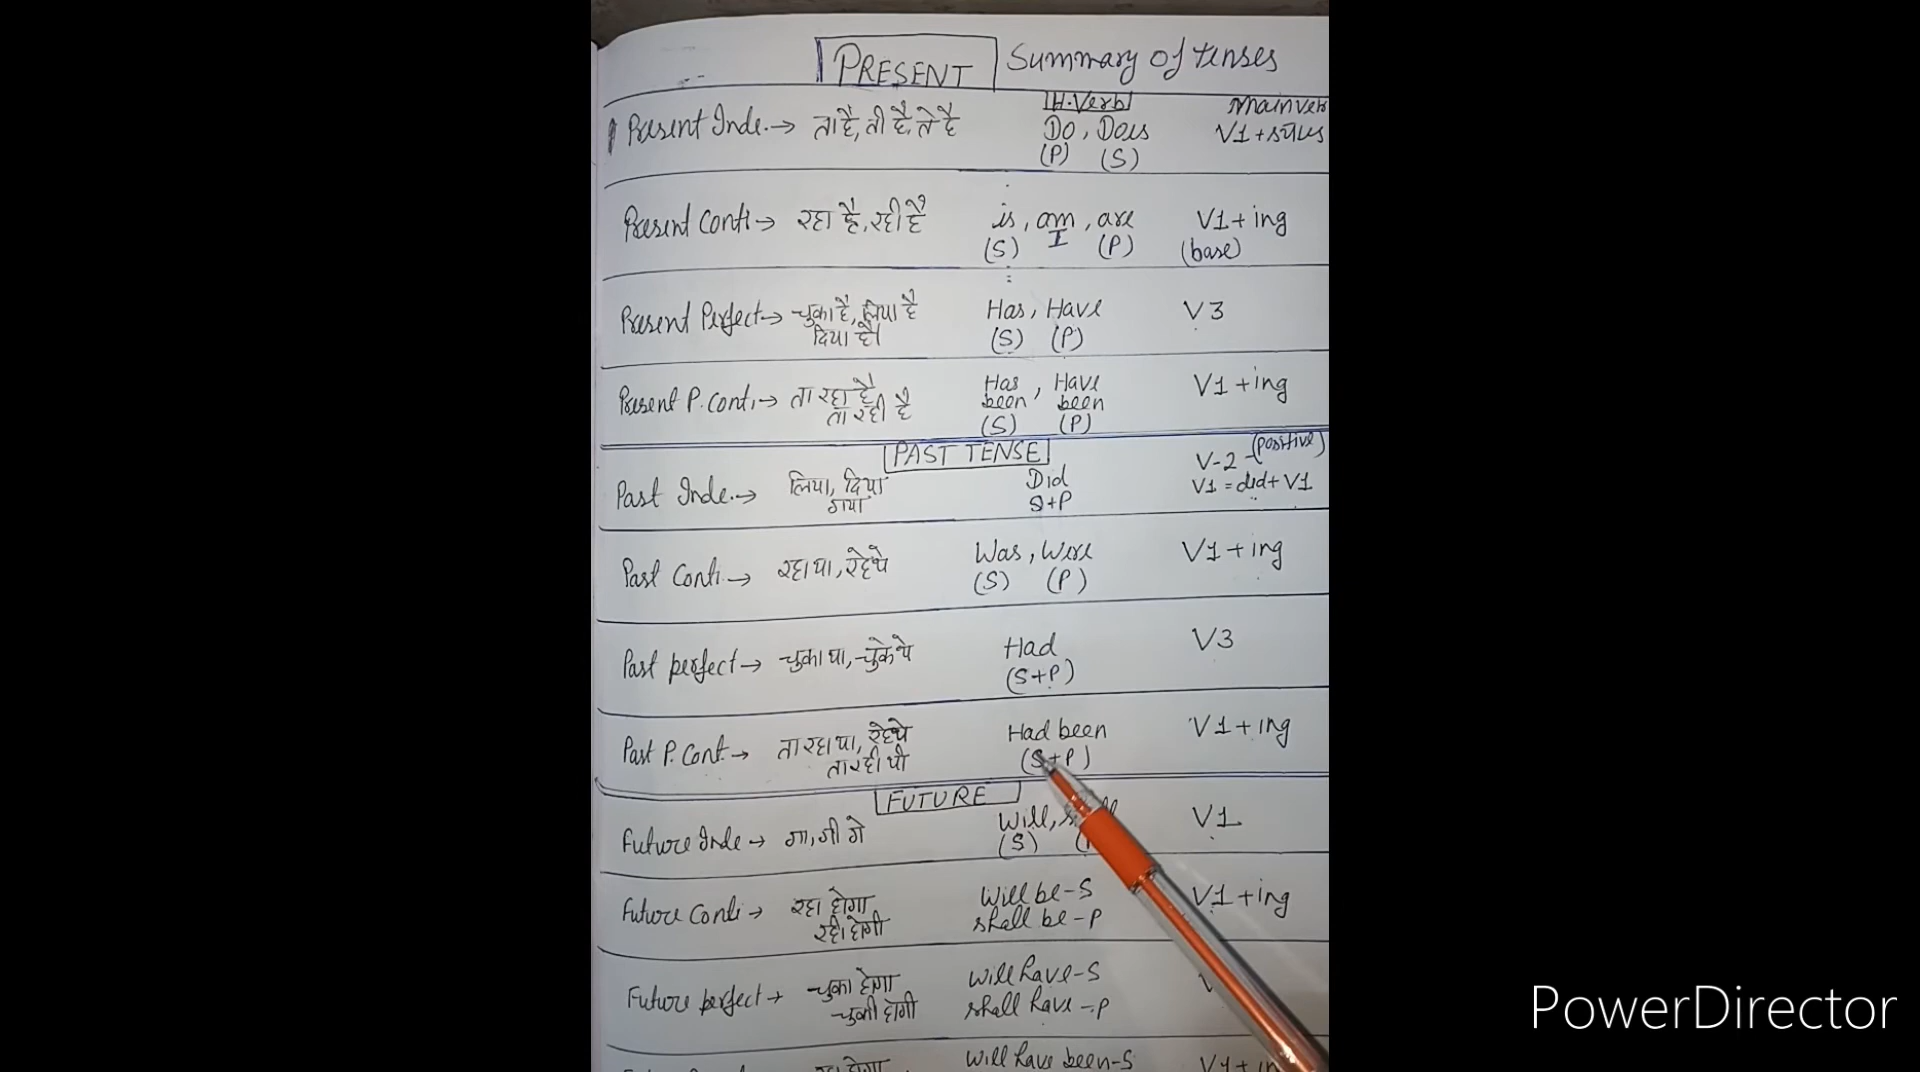 PRESENT Summary of tenses
H.Verb Main verb
Present Inde. → ता है, ती है, ते है Do, Does V1 + s/es
(P) (S)
Present Conti → रहा है, रही है is, am, are V1 + ing
(S) I (P) (base)
Present Perfect → चुका है, लिया है Has, Have V3
दिया है। (S) (P)
Present P. Conti → ता रहा है Has been, Have been V1 + ing
ता रही है (S) (P)
PAST TENSE
Past Inde. → लिया, दिया Did V-2 - (Positive)
गया S+P V1 = did + V1
Past Conti. → रहा था, रहे थे Was, Were V1 + ing
(S) (P)
Past perfect → चुका था, चुके थे Had V3
(S+P)
Past P. Cont. → ता रहा था, रहे थे Had been V1 + ing
ता रही थी (S+P)
FUTURE
Future Inde → गा, गी गे Will, V1
(S)
Future Conti → रहा होगा Will be - S V1 + ing
रही होगी shall be - P
Future perfect → चुका होगा Will have - S
चुकी होगी shall have - P
रहा होगा Will have been - S V1 + in
PowerDirector